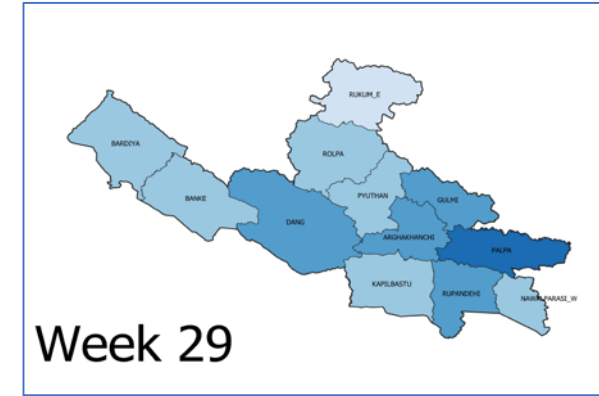 RUKUM_E
BARDIYA
ROLPA
BANKE
PYUTHAN
GULMI
DANG
ARGHAKHANCHI
PALPA
KAPILBASTU
RUPANDEHI
NAWALPARASI_W
Week 29